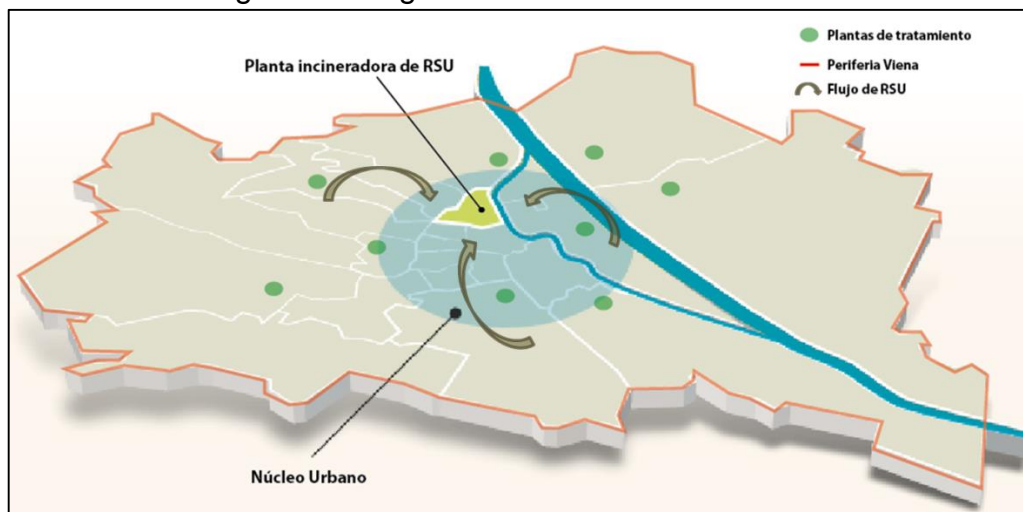 Planta incineradora de RSU
Plantas de tratamiento
Periferia Viena
Flujo de RSU
Núcleo Urbano